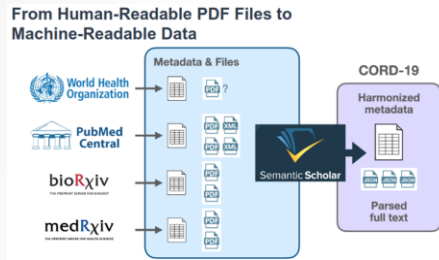 From Human-Readable PDF Files to
Machine-Readable Data
Metadata & Files
World Health
Organization
PDF ?
PubMed
Central
PDF XML
PDF XML
bioRxiv
THE PREPRINT SERVER FOR BIOLOGY
PDF
PDF
medRxiv
THE PREPRINT SERVER FOR HEALTH SCIENCES
PDF
PDF
Semantic Scholar
CORD-19
Harmonized
metadata
JSON JSON JSON
Parsed
full text